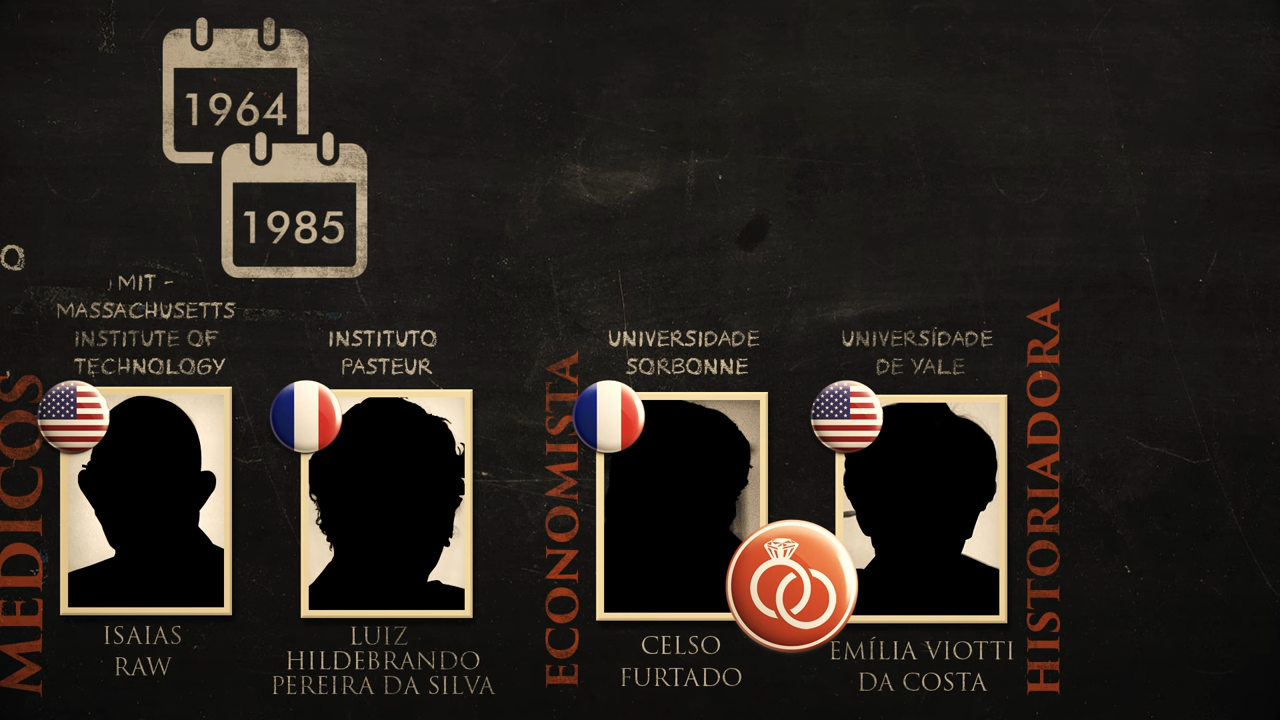 1964
1985
O
MIT -
MASSACHUSETTS
INSTITUTE OF
TECHNOLOGY
INSTITUTO
PASTEUR
UNIVERSIDADE
SORBONNE
UNIVERSIDADE
DE YALE
MÉDICOS
ISAIAS
RAW
LUIZ
HILDEBRANDO
PEREIRA DA SILVA
ECONOMISTA
CELSO
FURTADO
EMÍLIA VIOTTI
DA COSTA
HISTORIADORA